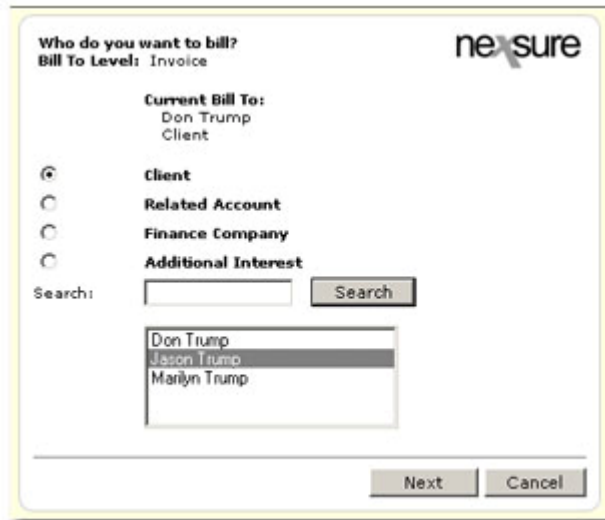 Who do you want to bill?
nexsure
Bill To Level: Invoice
Current Bill To:
Don Trump
Client
Client
Related Account
Finance Company
Additional Interest
Search:
Search
Don Trump
Jason Trump
Marilyn Trump
Next
Cancel